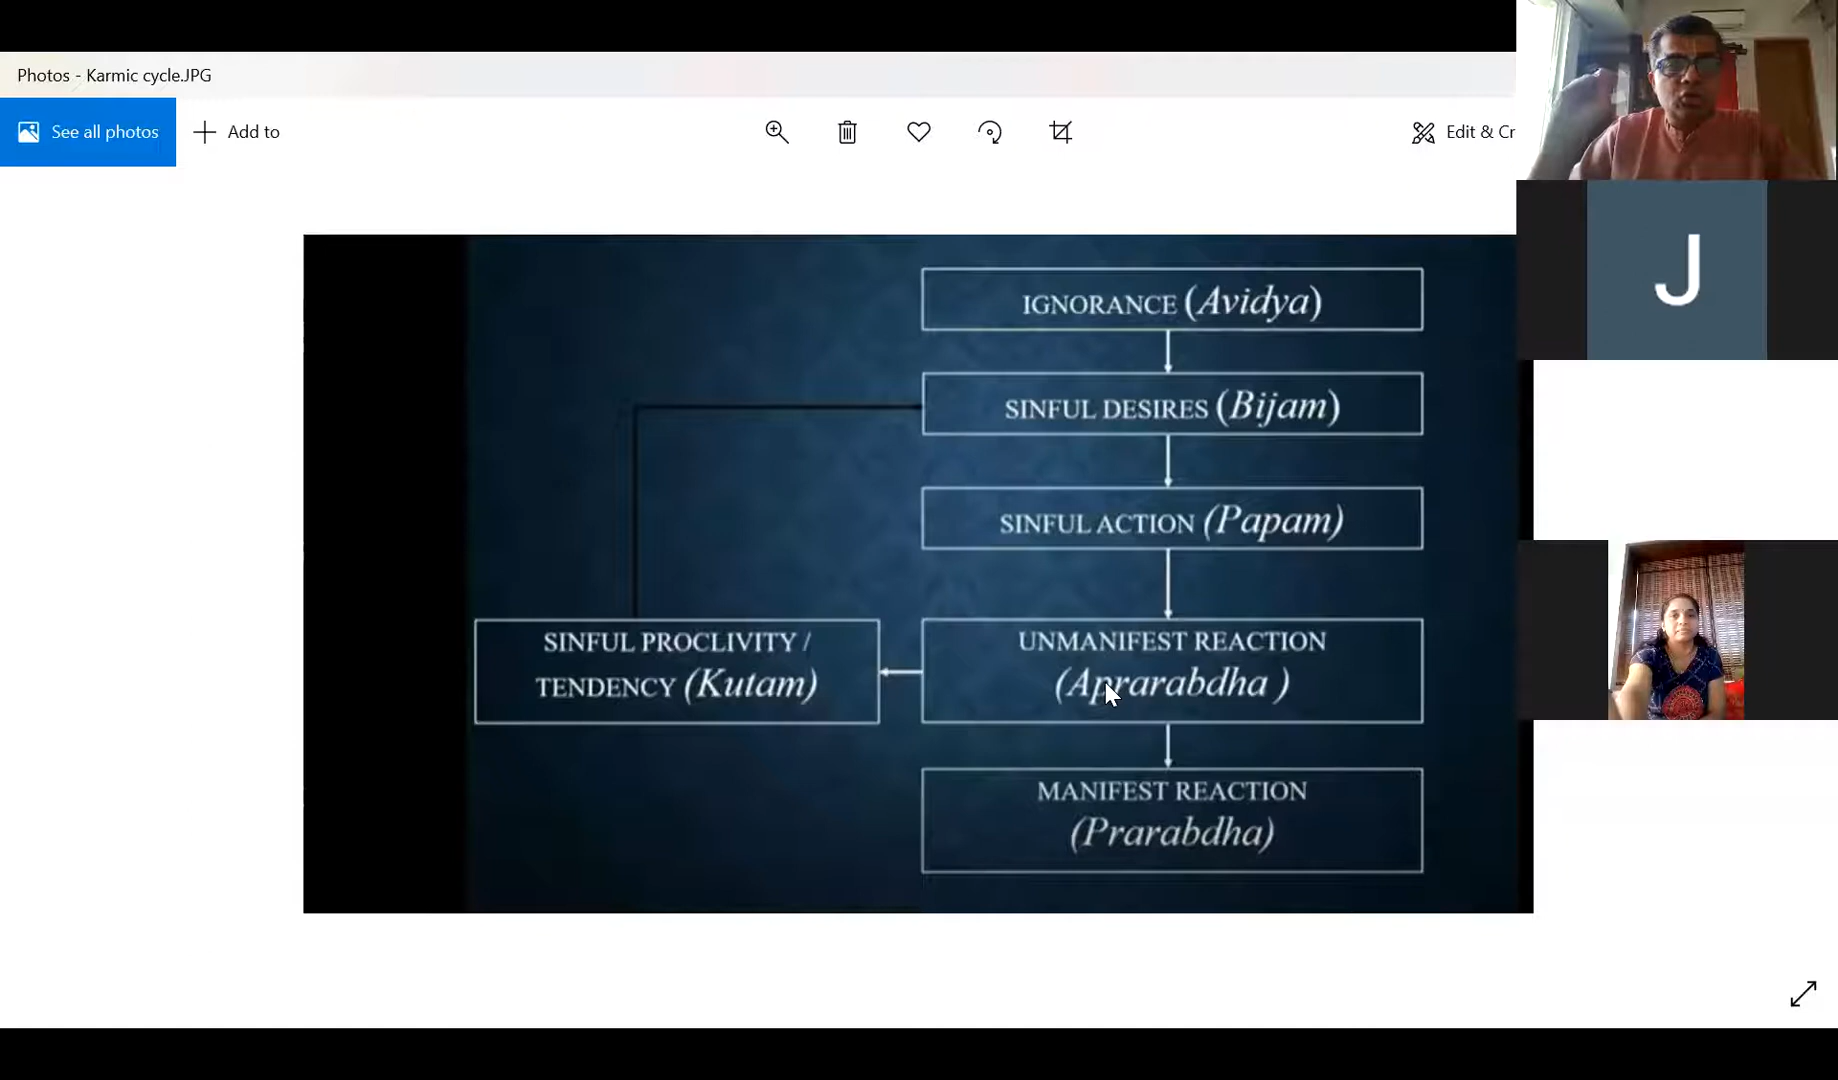 Photos - Karmic cycle.JPG
See all photos
Add to
Edit & Cr
IGNORANCE (Avidya)
SINFUL DESIRES (Bijam)
SINFUL ACTION (Papam)
SINFUL PROCLIVITY /
TENDENCY (Kutam)
UNMANIFEST REACTION
(Aprarabdha )
MANIFEST REACTION
(Prarabdha)
J